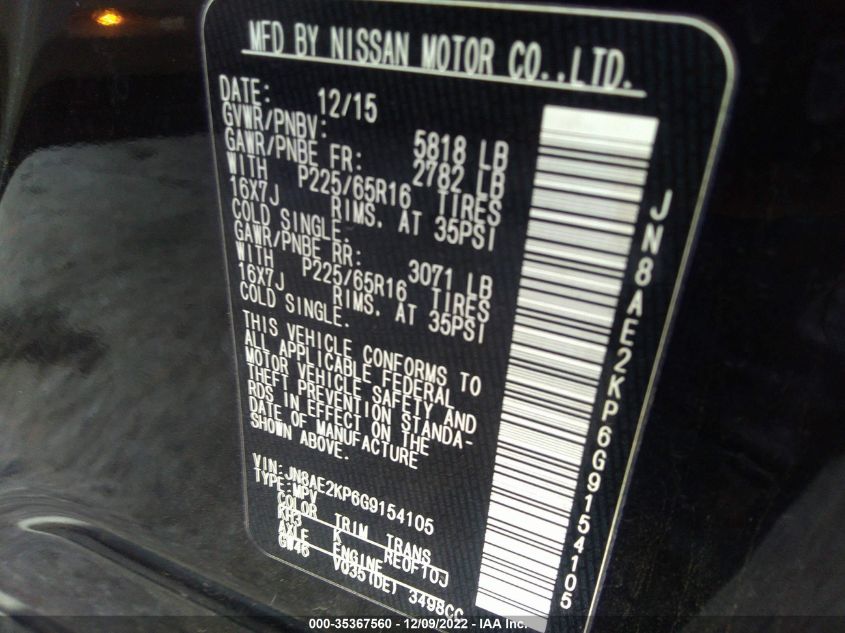 MFD BY NISSAN MOTOR CO.,LTD.
DATE: 12/15
GVWR/PNBV: 5818 LB
GAWR/PNBE FR: 2782 LB
WITH P225/65R16 TIRES
16X7J RIMS, AT 35PSI
COLD SINGLE.
GAWR/PNBE RR: 3071 LB
WITH P225/65R16 TIRES
16X7J RIMS, AT 35PSI
COLD SINGLE.
THIS VEHICLE CONFORMS TO
ALL APPLICABLE FEDERAL
MOTOR VEHICLE SAFETY AND
THEFT PREVENTION STANDA-
RDS IN EFFECT ON THE
DATE OF MANUFACTURE
SHOWN ABOVE.
VIN:JN8AE2KP6G9154105
TYPE:MPV
COLOR TRIM TRANS
KH3 K RE0F10J
AXLE ENGINE
GW46 VQ35(DE) 3498CC
JN8AE2KP6G9154105
000-35367560 - 12/09/2022 - IAA Inc.